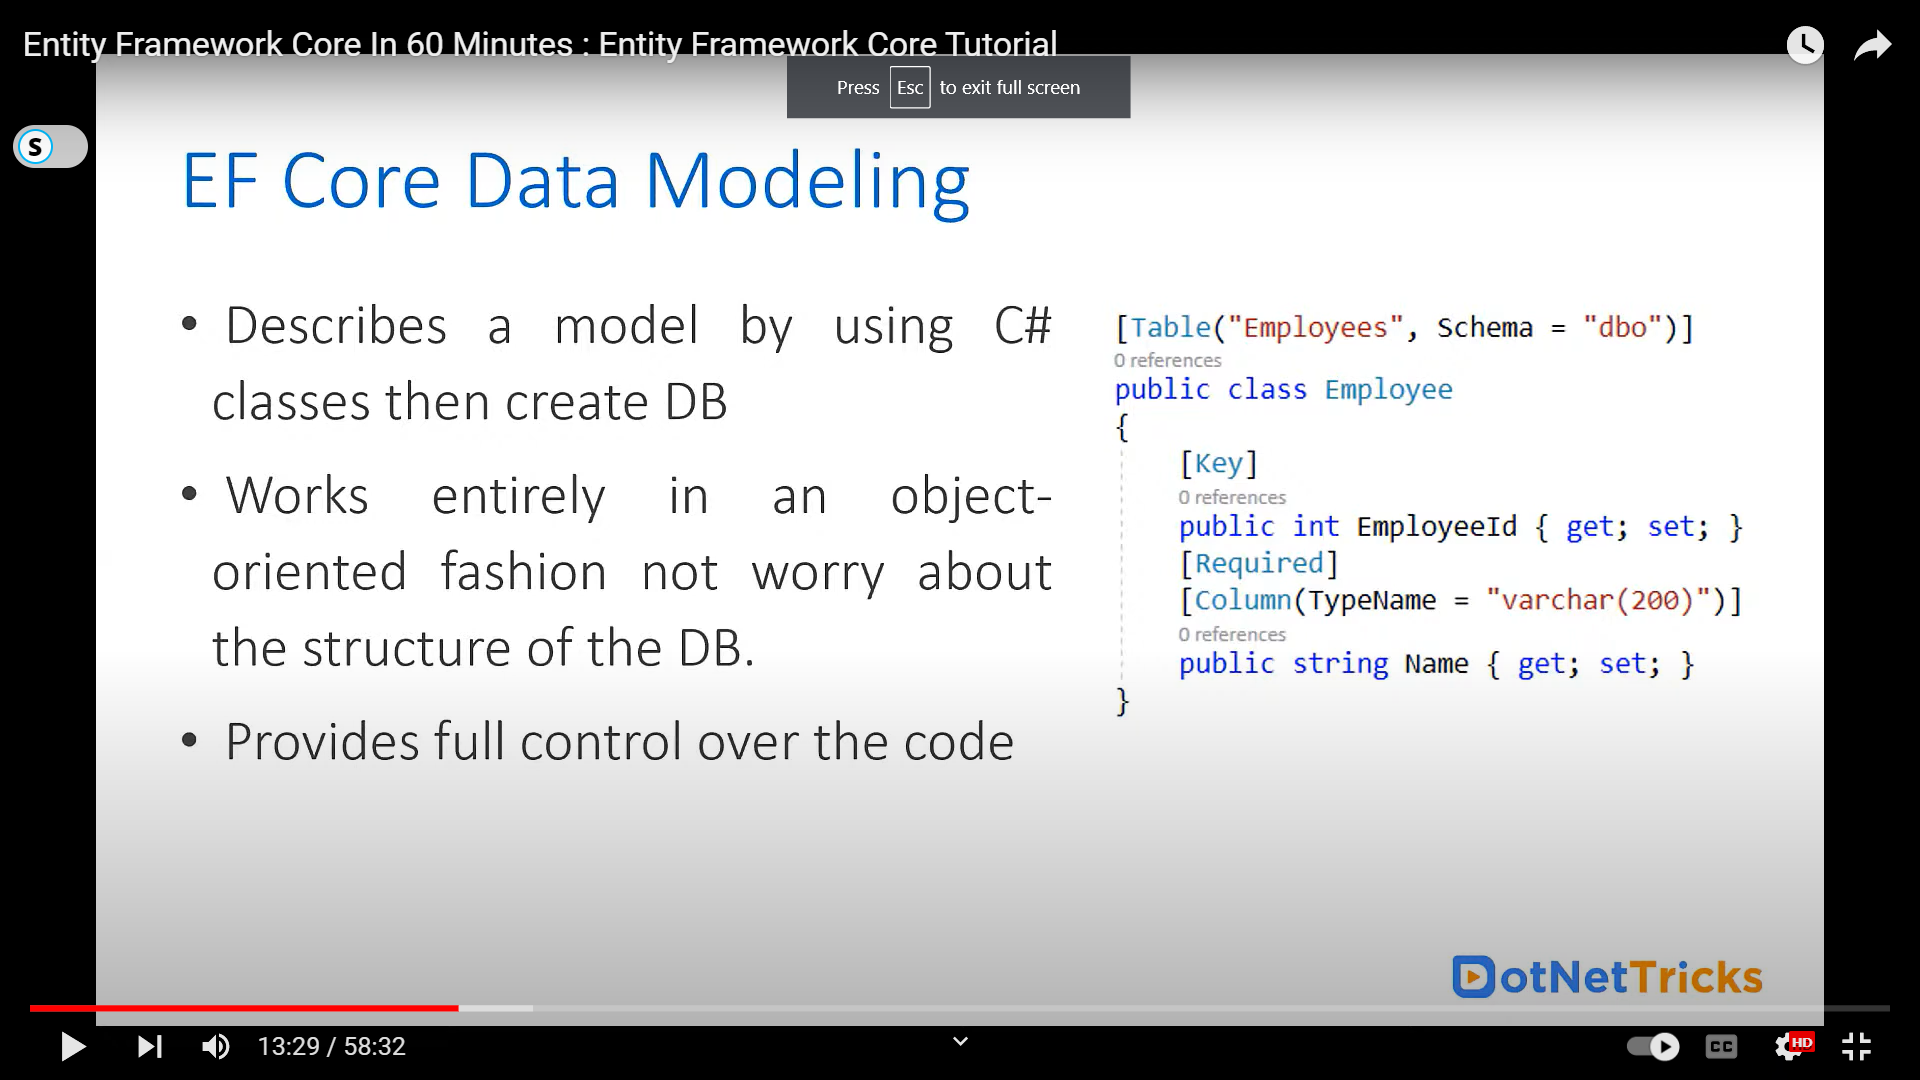 Entity Framework Core In 60 Minutes : Entity Framework Core Tutorial
Press Esc to exit full screen
S
EF Core Data Modeling
• Describes a model by using C#
classes then create DB
• Works entirely in an object-
oriented fashion not worry about
the structure of the DB.
• Provides full control over the code
[Table("Employees", Schema = "dbo")]
0 references
public class Employee
{
[Key]
0 references
public int EmployeeId { get; set; }
[Required]
[Column(TypeName = "varchar(200)")]
0 references
public string Name { get; set; }
}
DotNetTricks
13:29 / 58:32
CC
HD